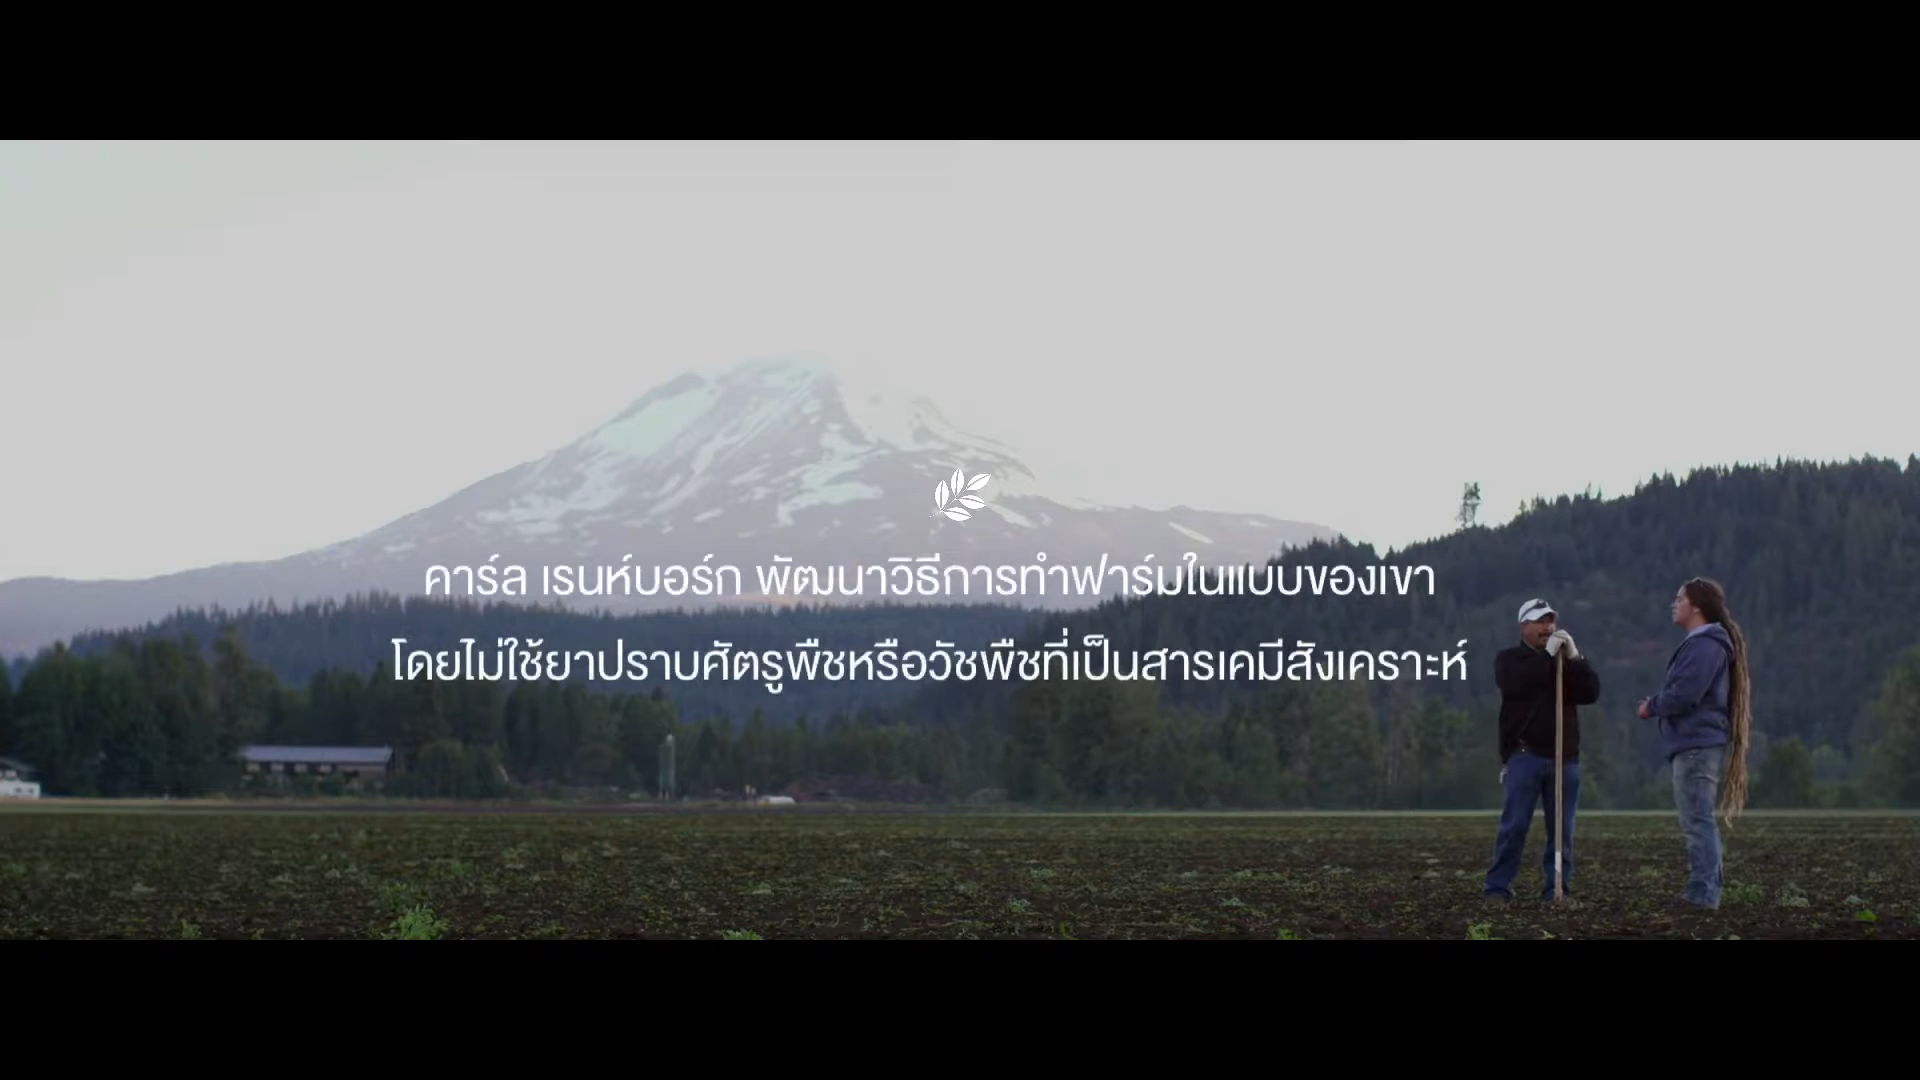 คาร์ล เรนห์บอร์ก พัฒนาวิธีการทำฟาร์มในแบบของเขา
โดยไม่ใช้ยาปราบศัตรูพืชหรือวัชพืชที่เป็นสารเคมีสังเคราะห์